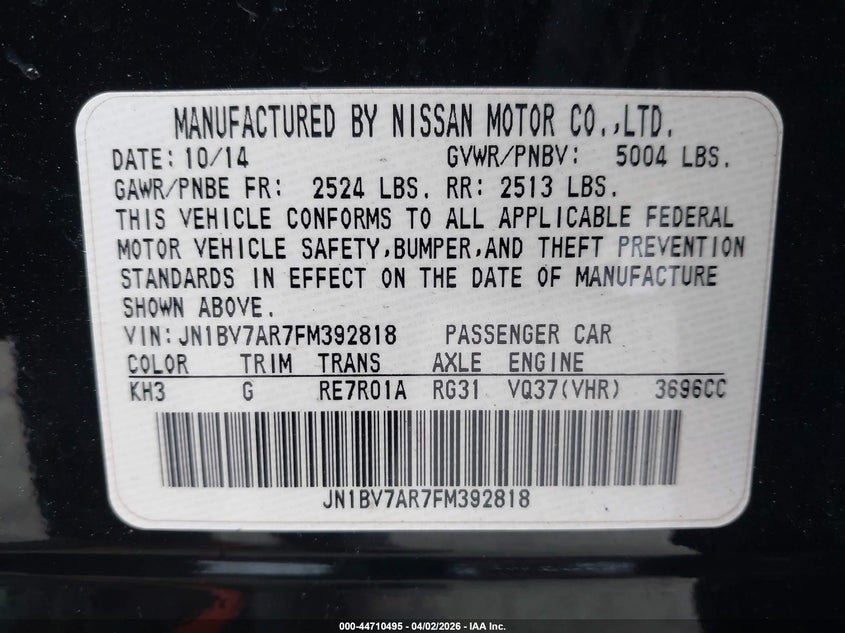 MANUFACTURED BY NISSAN MOTOR CO.,LTD.
DATE: 10/14 GVWR/PNBV: 5004 LBS.
GAWR/PNBE FR: 2524 LBS. RR: 2513 LBS.
THIS VEHICLE CONFORMS TO ALL APPLICABLE FEDERAL
MOTOR VEHICLE SAFETY,BUMPER,AND THEFT PREVENTION
STANDARDS IN EFFECT ON THE DATE OF MANUFACTURE
SHOWN ABOVE.
VIN:JN1BV7AR7FM392818 PASSENGER CAR
COLOR TRIM TRANS AXLE ENGINE
KH3 G RE7R01A RG31 VQ37(VHR) 3696CC
JN1BV7AR7FM392818
000-44710495 - 04/02/2026 - IAA Inc.